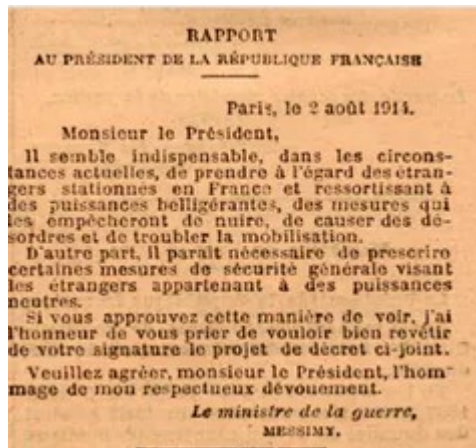 RAPPORT
AU PRÉSIDENT DE LA RÉPUBLIQUE FRANÇAISE
Paris, le 2 août 1914.
Monsieur le Président,
Il semble indispensable, dans les circons-
tances actuelles, de prendre à l'égard des étran-
gers stationnés en France et ressortissant à
des puissances belligérantes, des mesures qui
les empêcheront de nuire, de causer des dé-
sordres et de troubler la mobilisation.
D'autre part, il paraît nécessaire de prescrire
certaines mesures de sécurité générale visant
les étrangers appartenant à des puissances
neutres.
Si vous approuvez cette manière de voir, j'ai
l'honneur de vous prier de vouloir bien revêtir
de votre signature le projet de décret ci-joint.
Veuillez agréer, monsieur le Président, l'hom-
mage de mon respectueux dévouement.
Le ministre de la guerre,
MESSIMY.